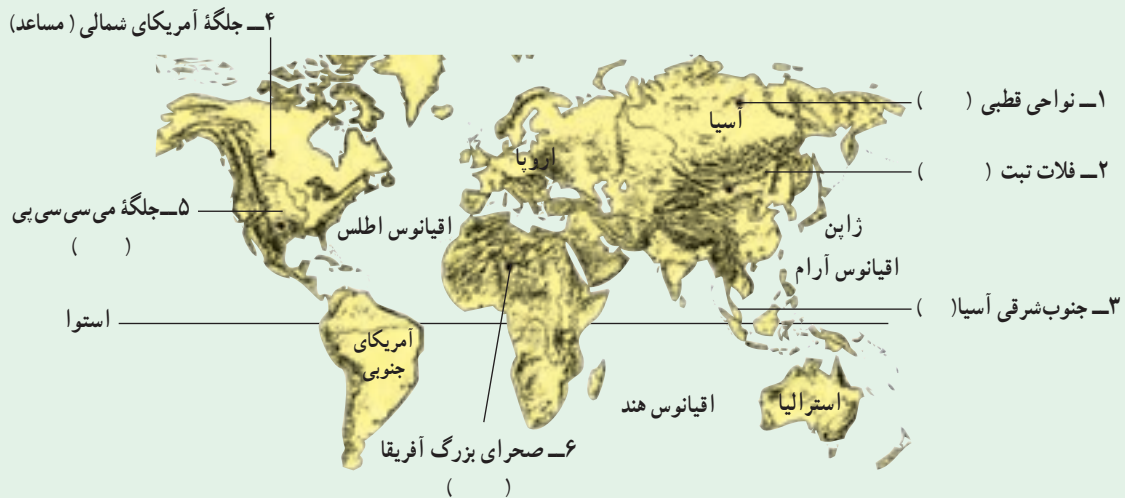 ۴ــ جلگهٔ آمریکای شمالی (مساعد)
۱ــ نواحی قطبی (      )
آسیا
اروپا
۲ــ فلات تبت (      )
۵ــ جلگهٔ می‌سی‌سی‌پی
(      )
اقیانوس اطلس
ژاپن
اقیانوس آرام
۳ــ جنوب‌شرقی آسیا(      )
استوا
آمریکای
جنوبی
اقیانوس هند
استرالیا
۶ــ صحرای بزرگ آفریقا
(      )